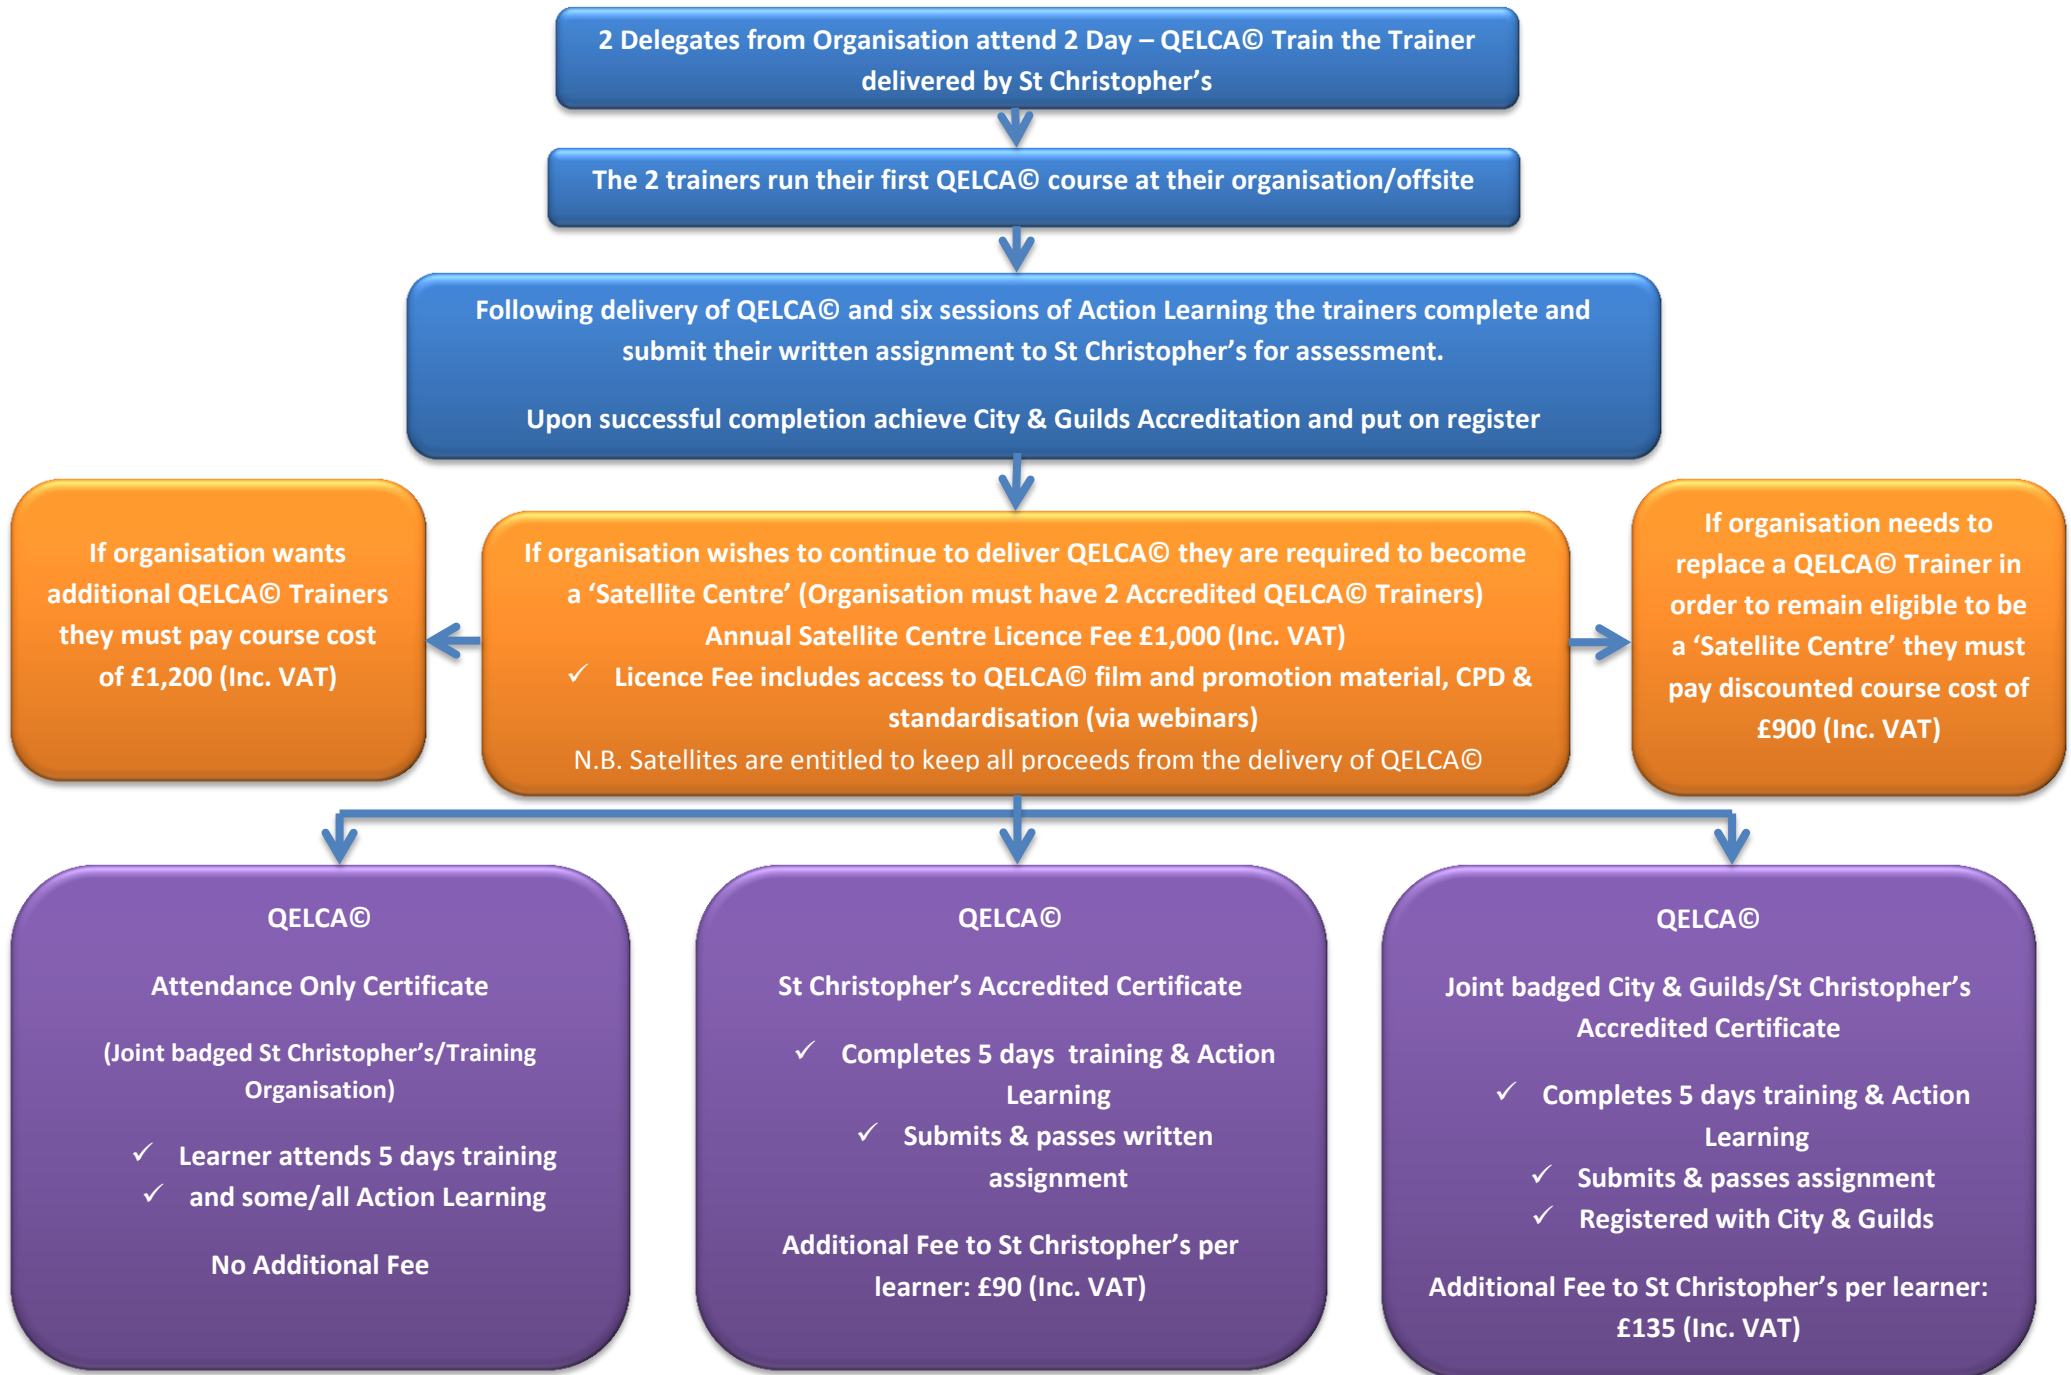 2 Delegates from Organisation attend 2 Day – QELCA© Train the Trainer
delivered by St Christopher’s
The 2 trainers run their first QELCA© course at their organisation/offsite
Following delivery of QELCA© and six sessions of Action Learning the trainers complete and
submit their written assignment to St Christopher’s for assessment.
Upon successful completion achieve City & Guilds Accreditation and put on register
If organisation wants
additional QELCA© Trainers
they must pay course cost
of £1,200 (Inc. VAT)
If organisation wishes to continue to deliver QELCA© they are required to become
a ‘Satellite Centre’ (Organisation must have 2 Accredited QELCA© Trainers)
Annual Satellite Centre Licence Fee £1,000 (Inc. VAT)
✓ Licence Fee includes access to QELCA© film and promotion material, CPD &
standardisation (via webinars)
N.B. Satellites are entitled to keep all proceeds from the delivery of QELCA©
If organisation needs to
replace a QELCA© Trainer in
order to remain eligible to be
a ‘Satellite Centre’ they must
pay discounted course cost of
£900 (Inc. VAT)
QELCA©
Attendance Only Certificate
(Joint badged St Christopher’s/Training
Organisation)
✓ Learner attends 5 days training
✓ and some/all Action Learning
No Additional Fee
QELCA©
St Christopher’s Accredited Certificate
✓ Completes 5 days training & Action
Learning
✓ Submits & passes written
assignment
Additional Fee to St Christopher’s per
learner: £90 (Inc. VAT)
QELCA©
Joint badged City & Guilds/St Christopher’s
Accredited Certificate
✓ Completes 5 days training & Action
Learning
✓ Submits & passes assignment
✓ Registered with City & Guilds
Additional Fee to St Christopher’s per learner:
£135 (Inc. VAT)